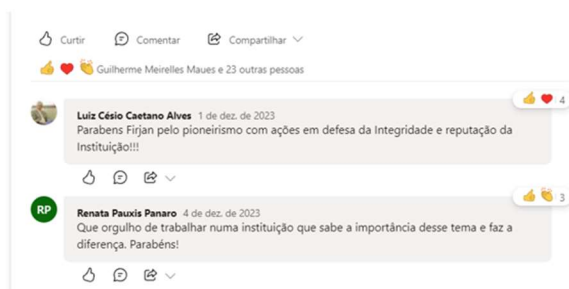 Curtir Comentar Compartilhar
Guilherme Meirelles Maues e 23 outras pessoas
Luiz Césio Caetano Alves 1 de dez. de 2023
4
Parabens Firjan pelo pioneirismo com ações em defesa da Integridade e reputação da
Instituição!!!
RP
Renata Pauxis Panaro 4 de dez. de 2023
3
Que orgulho de trabalhar numa instituição que sabe a importância desse tema e faz a
diferença. Parabéns!